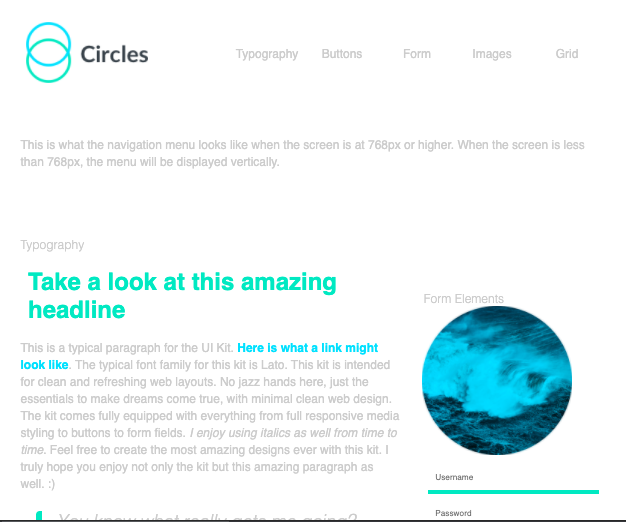 Circles
Typography Buttons Form Images Grid
This is what the navigation menu looks like when the screen is at 768px or higher. When the screen is less
than 768px, the menu will be displayed vertically.
Typography
Take a look at this amazing
headline
This is a typical paragraph for the UI Kit. Here is what a link might
look like. The typical font family for this kit is Lato. This kit is intended
for clean and refreshing web layouts. No jazz hands here, just the
essentials to make dreams come true, with minimal clean web design.
The kit comes fully equipped with everything from full responsive media
styling to buttons to form fields. I enjoy using italics as well from time to
time. Feel free to create the most amazing designs ever with this kit. I
truly hope you enjoy not only the kit but this amazing paragraph as
well. :)
You know what really gets me going?
Form Elements
Username
Password